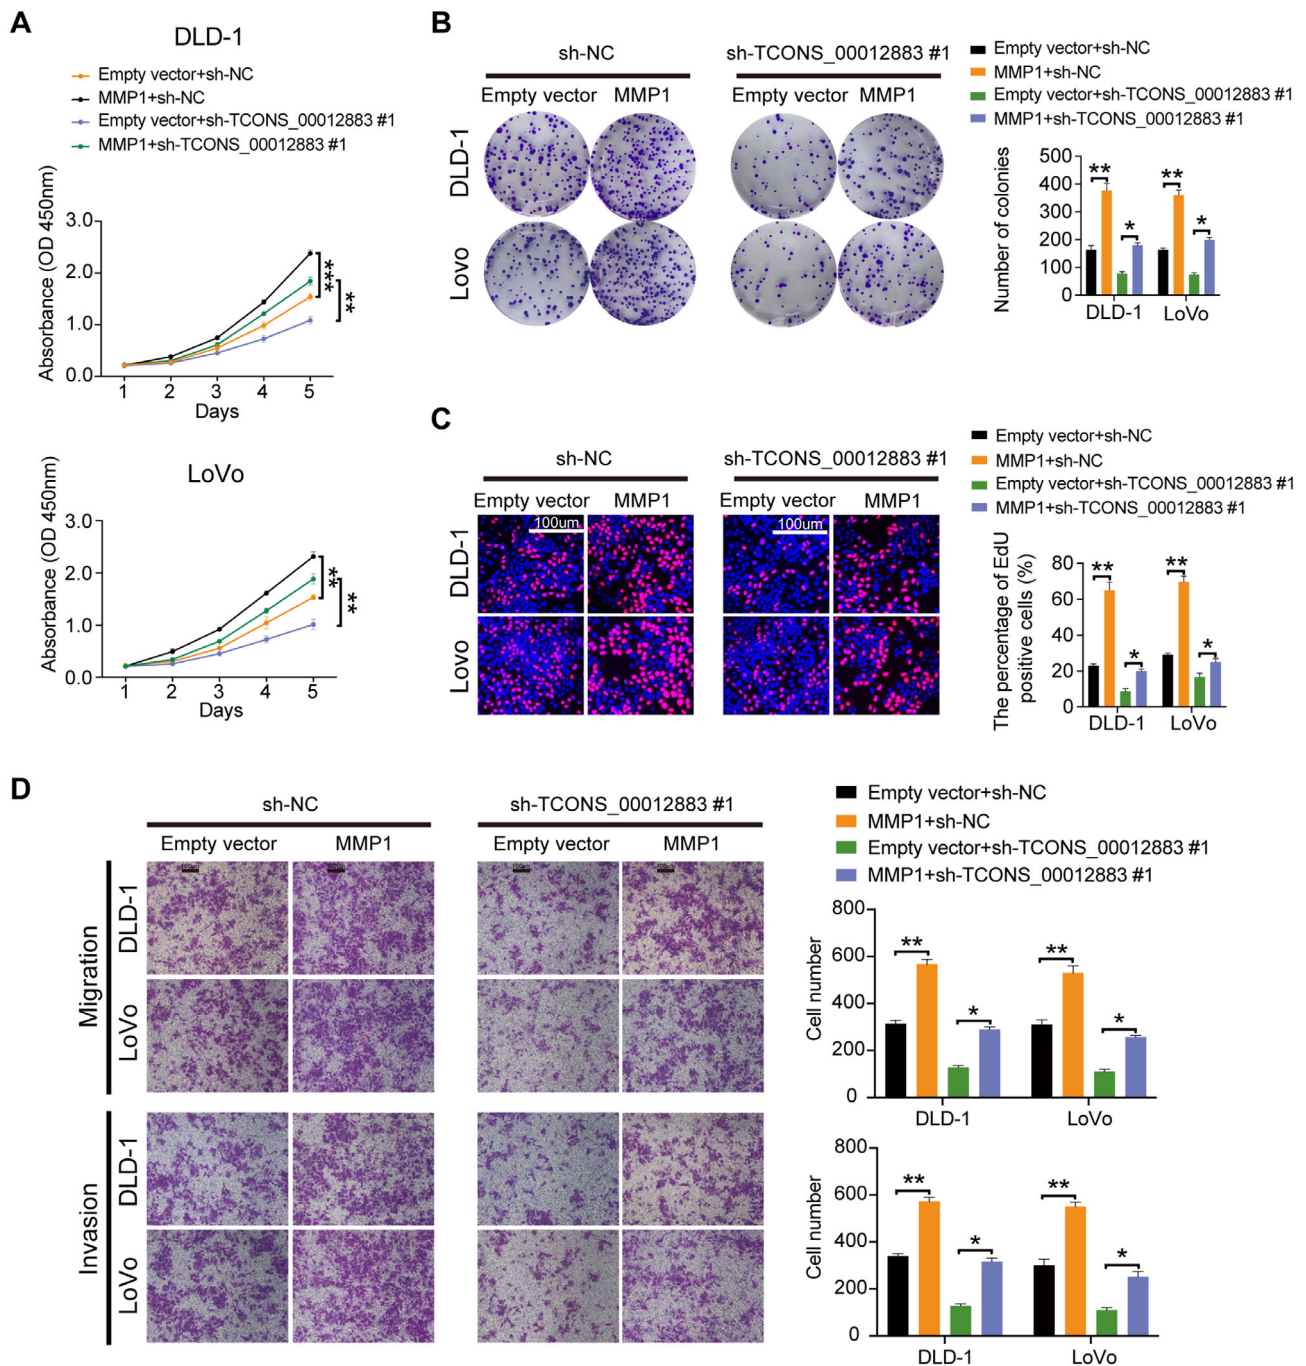 A
DLD-1
Empty vector+sh-NC
MMP1+sh-NC
Empty vector+sh-TCONS_00012883 #1
MMP1+sh-TCONS_00012883 #1
Absorbance (OD 450nm)
3.0
2.0
1.0
0.0
***
**
1 2 3 4 5
Days
LoVo
Absorbance (OD 450nm)
3.0
2.0
1.0
0.0
**
**
1 2 3 4 5
Days
B
sh-NC
sh-TCONS_00012883 #1
Empty vector MMP1
Empty vector MMP1
DLD-1
Lovo
Empty vector+sh-NC
MMP1+sh-NC
Empty vector+sh-TCONS_00012883 #1
MMP1+sh-TCONS_00012883 #1
Number of colonies
500
400
300
200
100
0
** * ** *
DLD-1 LoVo
C
sh-NC
sh-TCONS_00012883 #1
Empty vector MMP1
Empty vector MMP1
100um
100um
DLD-1
Lovo
Empty vector+sh-NC
MMP1+sh-NC
Empty vector+sh-TCONS_00012883 #1
MMP1+sh-TCONS_00012883 #1
The percentage of EdU
positive cells (%)
80
60
40
20
0
** * ** *
DLD-1 LoVo
D
sh-NC
sh-TCONS_00012883 #1
Empty vector MMP1
Empty vector MMP1
Migration
DLD-1
LoVo
Invasion
DLD-1
LoVo
Empty vector+sh-NC
MMP1+sh-NC
Empty vector+sh-TCONS_00012883 #1
MMP1+sh-TCONS_00012883 #1
Cell number
800
600
400
200
0
** * ** *
DLD-1 LoVo
Cell number
800
600
400
200
0
** * ** *
DLD-1 LoVo